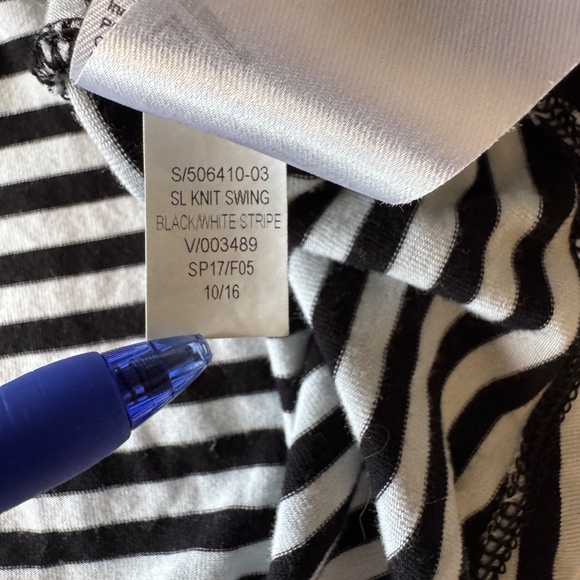 S/506410-03
SL KNIT SWING
BLACK/WHITE STRIPE
V/003489
SP17/F05
10/16